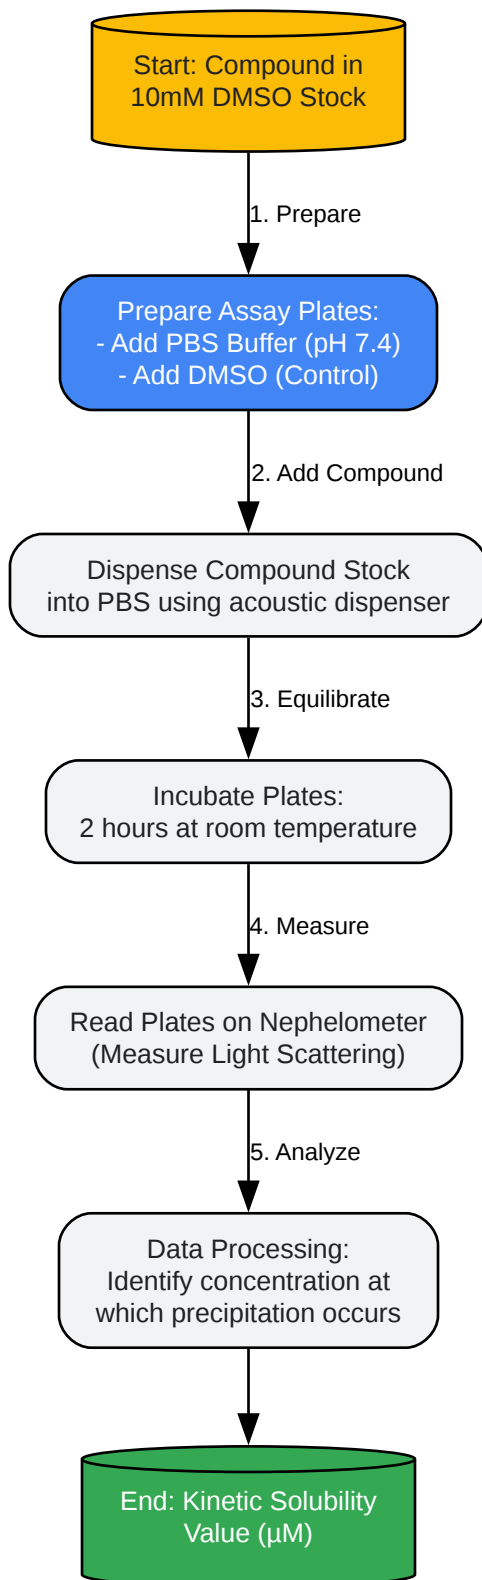 Start: Compound in
10mM DMSO Stock
1. Prepare
Prepare Assay Plates:
- Add PBS Buffer (pH 7.4)
- Add DMSO (Control)
2. Add Compound
Dispense Compound Stock
into PBS using acoustic dispenser
3. Equilibrate
Incubate Plates:
2 hours at room temperature
4. Measure
Read Plates on Nephelometer
(Measure Light Scattering)
5. Analyze
Data Processing:
Identify concentration at
which precipitation occurs
End: Kinetic Solubility
Value (µM)